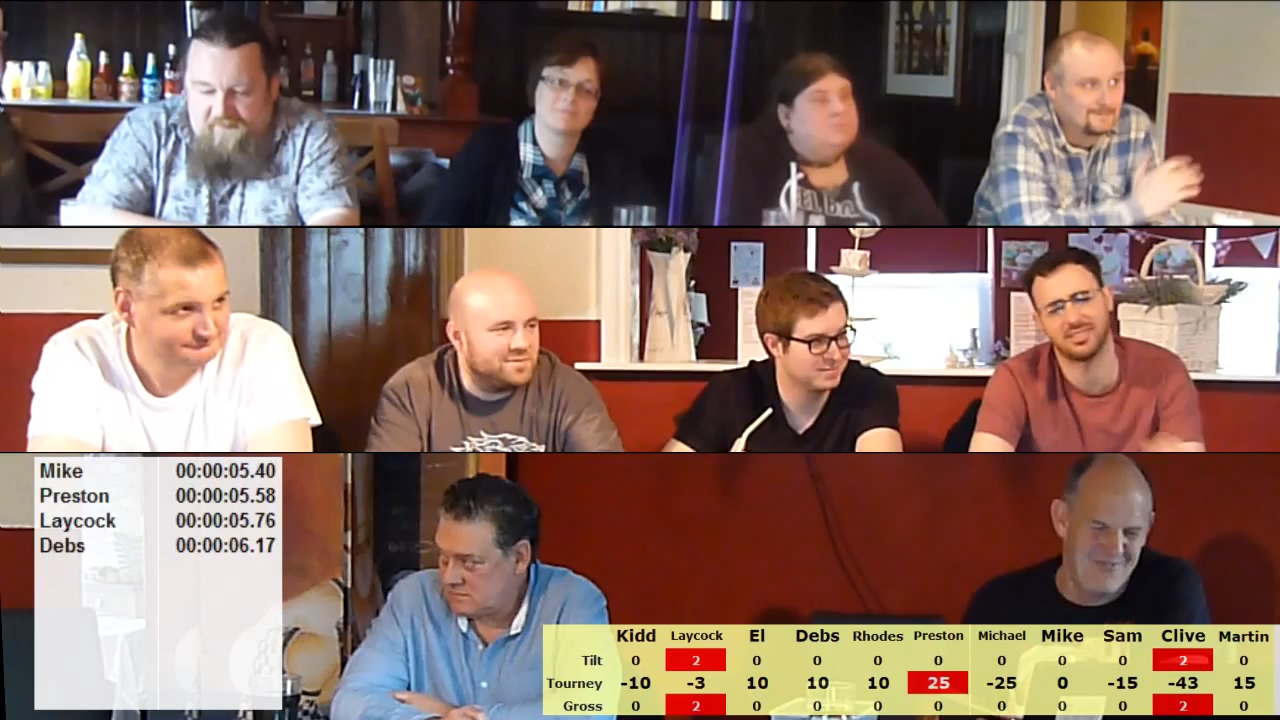 Mike 00:00:05.40
Preston 00:00:05.58
Laycock 00:00:05.76
Debs 00:00:06.17
Kidd Laycock El Debs Rhodes Preston Michael Mike Sam Clive Martin
Tilt 0 2 0 0 0 0 0 0 0 2 0
Tourney -10 -3 10 10 10 25 -25 0 -15 -43 15
Gross 0 2 0 0 0 0 0 0 0 2 0